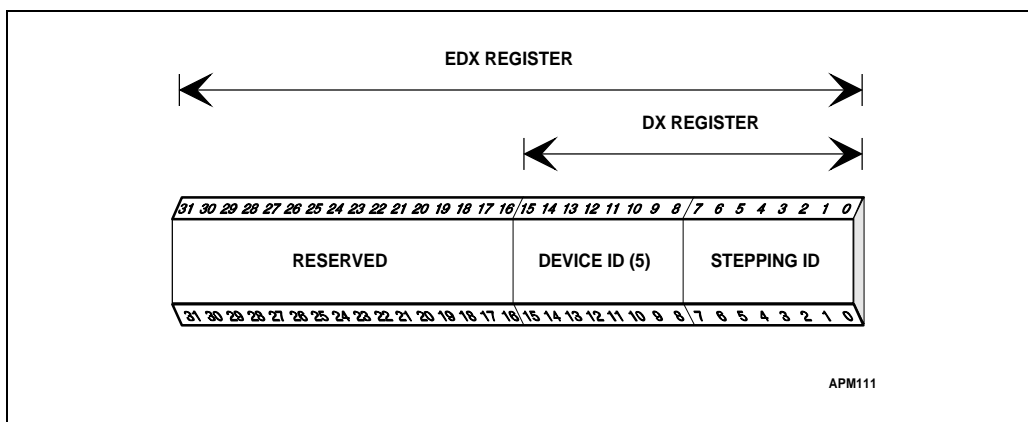 EDX REGISTER
DX REGISTER
31 30 29 28 27 26 25 24 23 22 21 20 19 18 17 16 15 14 13 12 11 10 9 8 7 6 5 4 3 2 1 0
RESERVED DEVICE ID (5) STEPPING ID
31 30 29 28 27 26 25 24 23 22 21 20 19 18 17 16 15 14 13 12 11 10 9 8 7 6 5 4 3 2 1 0
APM111